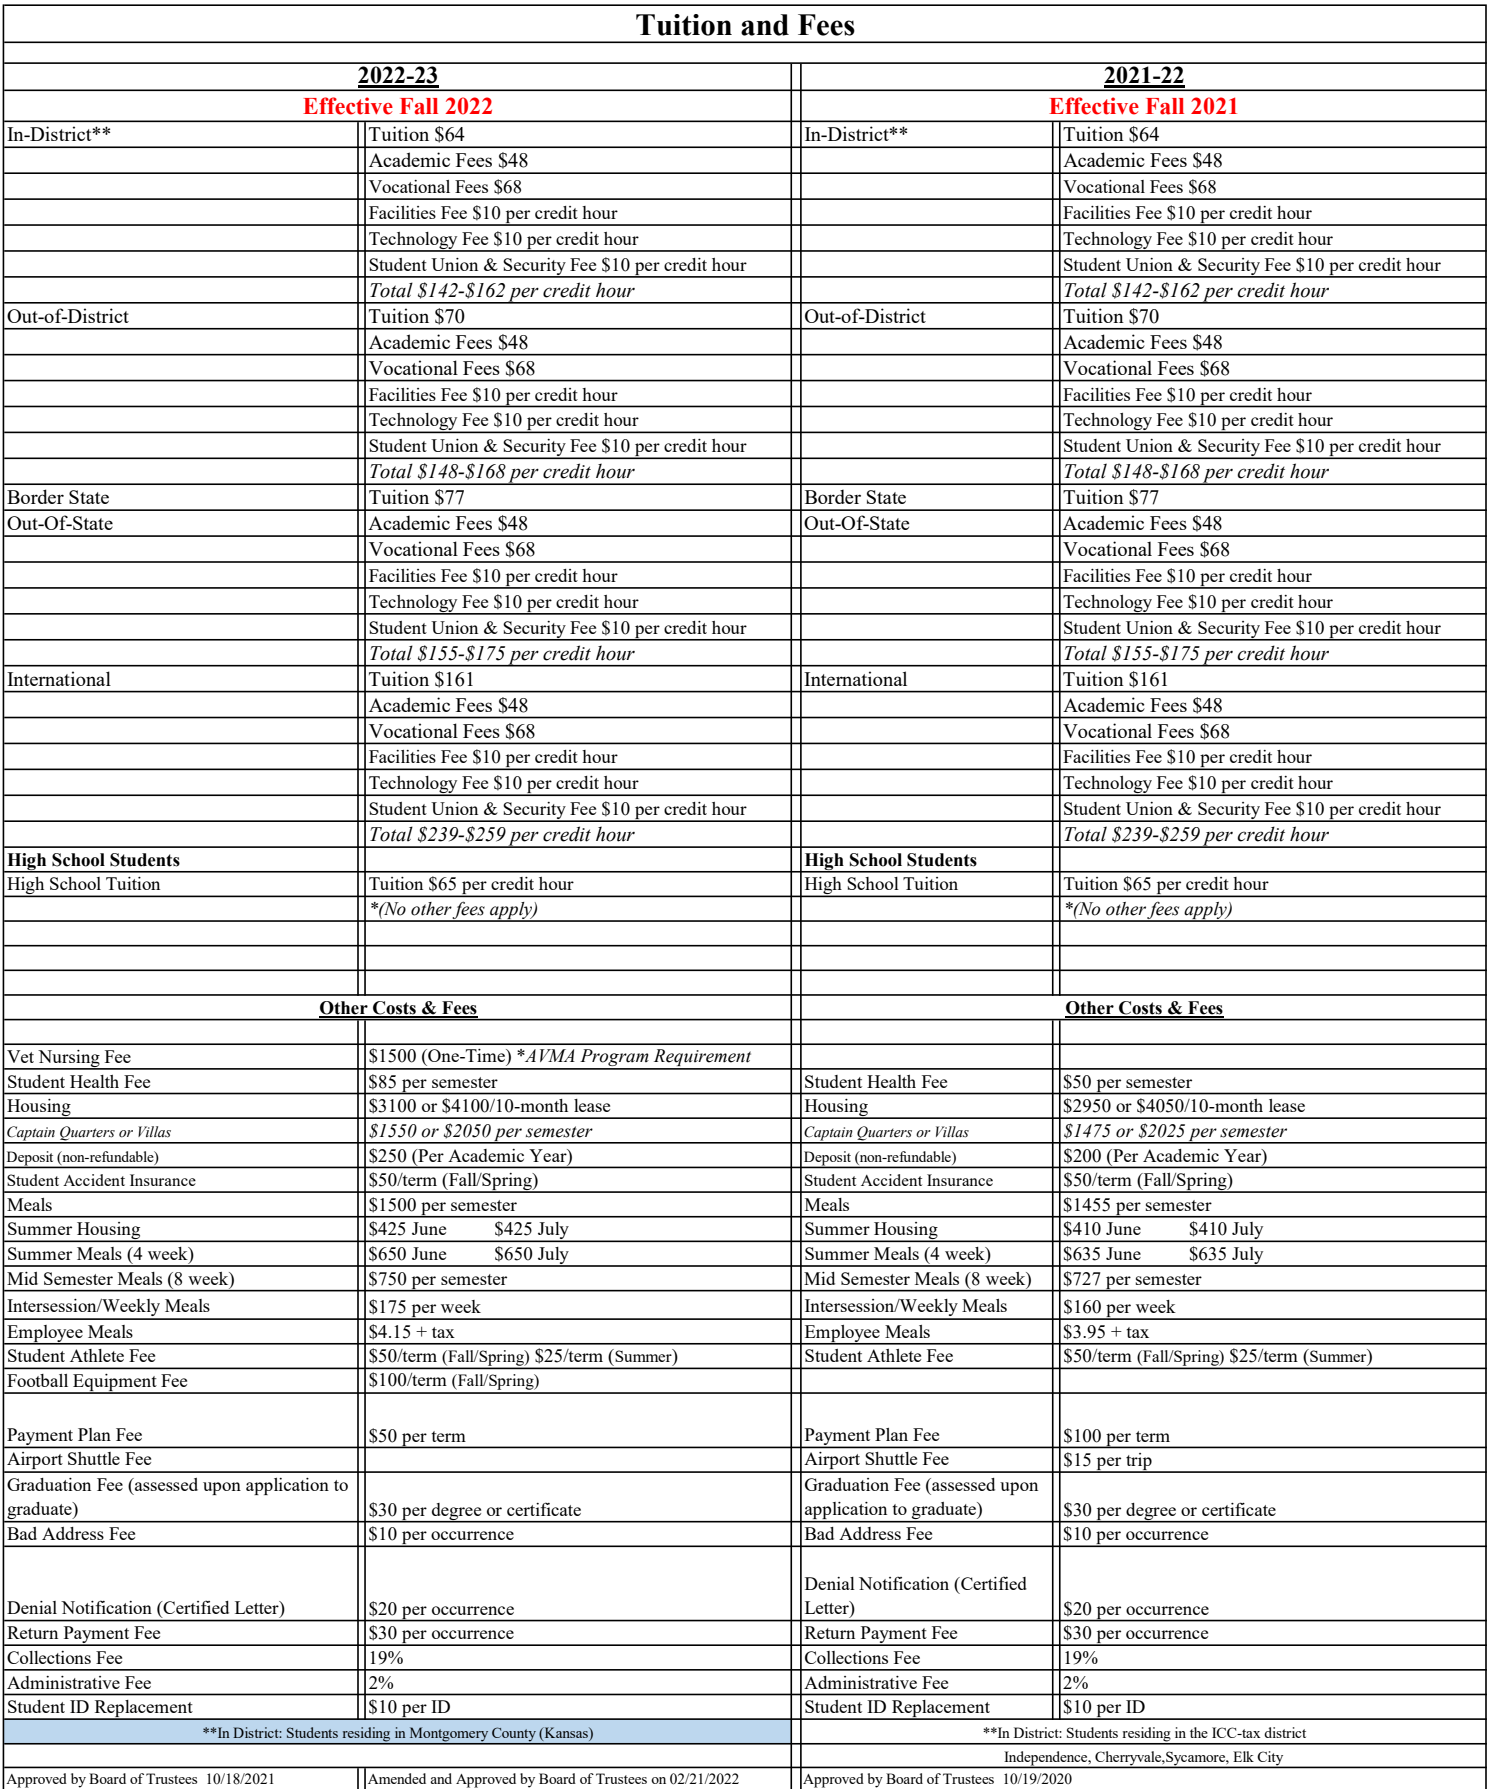 Tuition and Fees
2022-23 2021-22
Effective Fall 2022 Effective Fall 2021
In-District** Tuition $64 In-District** Tuition $64
Academic Fees $48 Academic Fees $48
Vocational Fees $68 Vocational Fees $68
Facilities Fee $10 per credit hour Facilities Fee $10 per credit hour
Technology Fee $10 per credit hour Technology Fee $10 per credit hour
Student Union & Security Fee $10 per credit hour Student Union & Security Fee $10 per credit hour
Total $142-$162 per credit hour Total $142-$162 per credit hour
Out-of-District Tuition $70 Out-of-District Tuition $70
Academic Fees $48 Academic Fees $48
Vocational Fees $68 Vocational Fees $68
Facilities Fee $10 per credit hour Facilities Fee $10 per credit hour
Technology Fee $10 per credit hour Technology Fee $10 per credit hour
Student Union & Security Fee $10 per credit hour Student Union & Security Fee $10 per credit hour
Total $148-$168 per credit hour Total $148-$168 per credit hour
Border State Tuition $77 Border State Tuition $77
Out-Of-State Academic Fees $48 Out-Of-State Academic Fees $48
Vocational Fees $68 Vocational Fees $68
Facilities Fee $10 per credit hour Facilities Fee $10 per credit hour
Technology Fee $10 per credit hour Technology Fee $10 per credit hour
Student Union & Security Fee $10 per credit hour Student Union & Security Fee $10 per credit hour
Total $155-$175 per credit hour Total $155-$175 per credit hour
International Tuition $161 International Tuition $161
Academic Fees $48 Academic Fees $48
Vocational Fees $68 Vocational Fees $68
Facilities Fee $10 per credit hour Facilities Fee $10 per credit hour
Technology Fee $10 per credit hour Technology Fee $10 per credit hour
Student Union & Security Fee $10 per credit hour Student Union & Security Fee $10 per credit hour
Total $239-$259 per credit hour Total $239-$259 per credit hour
High School Students High School Students
High School Tuition Tuition $65 per credit hour High School Tuition Tuition $65 per credit hour
*(No other fees apply) *(No other fees apply)
Other Costs & Fees Other Costs & Fees
Vet Nursing Fee $1500 (One-Time) *AVMA Program Requirement
Student Health Fee $85 per semester Student Health Fee $50 per semester
Housing $3100 or $4100/10-month lease Housing $2950 or $4050/10-month lease
Captain Quarters or Villas $1550 or $2050 per semester Captain Quarters or Villas $1475 or $2025 per semester
Deposit (non-refundable) $250 (Per Academic Year) Deposit (non-refundable) $200 (Per Academic Year)
Student Accident Insurance $50/term (Fall/Spring) Student Accident Insurance $50/term (Fall/Spring)
Meals $1500 per semester Meals $1455 per semester
Summer Housing $425 June $425 July Summer Housing $410 June $410 July
Summer Meals (4 week) $650 June $650 July Summer Meals (4 week) $635 June $635 July
Mid Semester Meals (8 week) $750 per semester Mid Semester Meals (8 week) $727 per semester
Intersession/Weekly Meals $175 per week Intersession/Weekly Meals $160 per week
Employee Meals $4.15 + tax Employee Meals $3.95 + tax
Student Athlete Fee $50/term (Fall/Spring) $25/term (Summer) Student Athlete Fee $50/term (Fall/Spring) $25/term (Summer)
Football Equipment Fee $100/term (Fall/Spring)
Payment Plan Fee $50 per term Payment Plan Fee $100 per term
Airport Shuttle Fee Airport Shuttle Fee $15 per trip
Graduation Fee (assessed upon application to Graduation Fee (assessed upon
graduate) $30 per degree or certificate application to graduate) $30 per degree or certificate
Bad Address Fee $10 per occurrence Bad Address Fee $10 per occurrence
Denial Notification (Certified
Denial Notification (Certified Letter) $20 per occurrence Letter) $20 per occurrence
Return Payment Fee $30 per occurrence Return Payment Fee $30 per occurrence
Collections Fee 19% Collections Fee 19%
Administrative Fee 2% Administrative Fee 2%
Student ID Replacement $10 per ID Student ID Replacement $10 per ID
**In District: Students residing in Montgomery County (Kansas) **In District: Students residing in the ICC-tax district
Independence, Cherryvale,Sycamore, Elk City
Approved by Board of Trustees 10/18/2021 Amended and Approved by Board of Trustees on 02/21/2022 Approved by Board of Trustees 10/19/2020